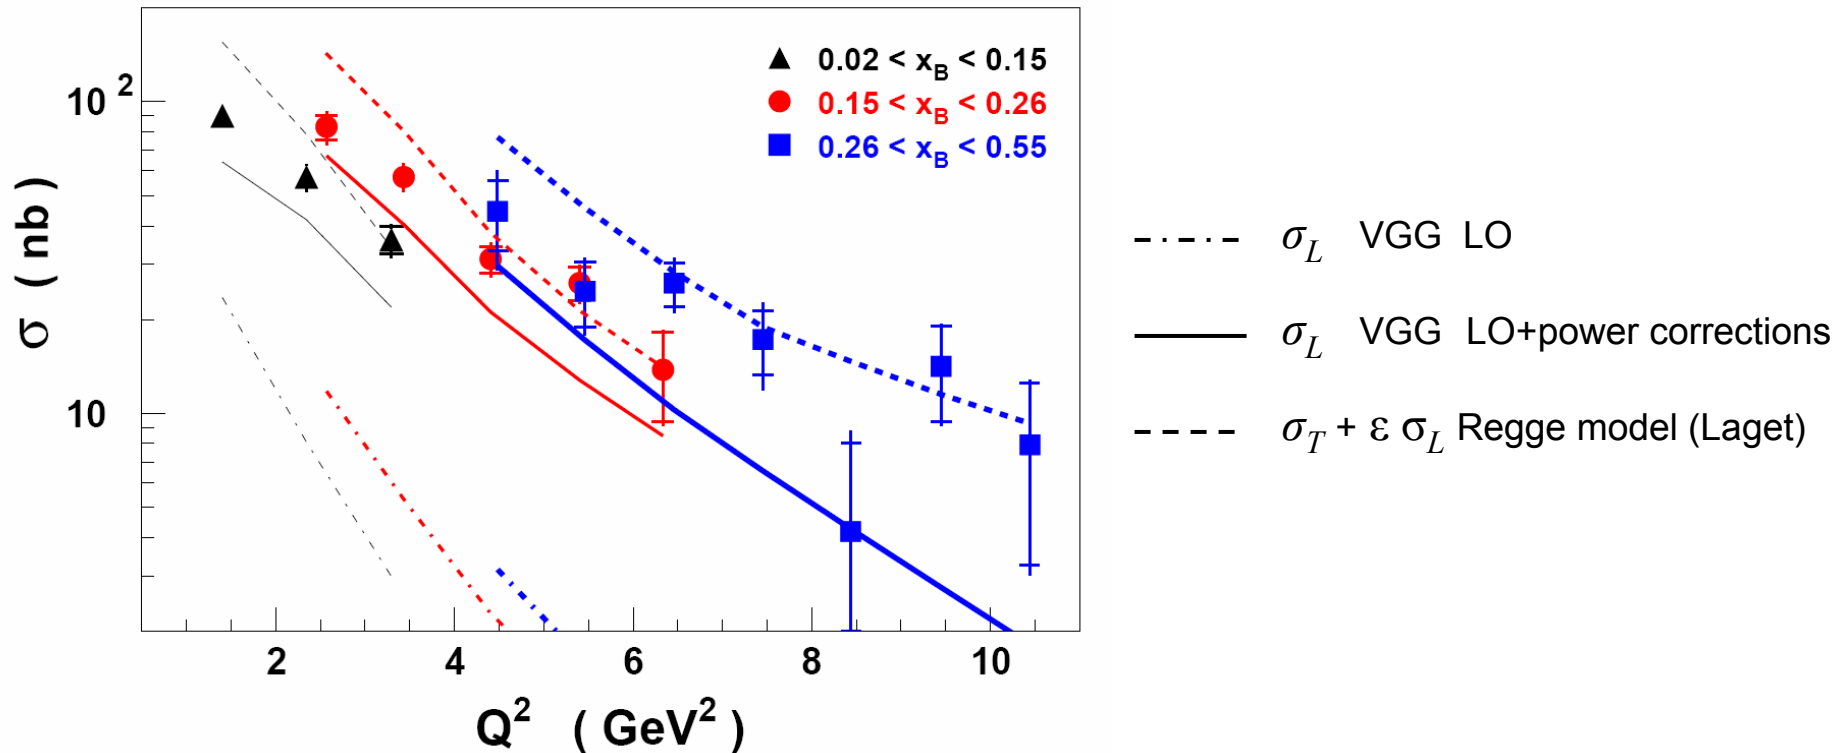 0.02 < x_B < 0.15
0.15 < x_B < 0.26
0.26 < x_B < 0.55
10²
10
σ ( nb )
2 4 6 8 10
Q² ( GeV² )
σ_L VGG LO
σ_L VGG LO+power corrections
σ_T + ε σ_L Regge model (Laget)